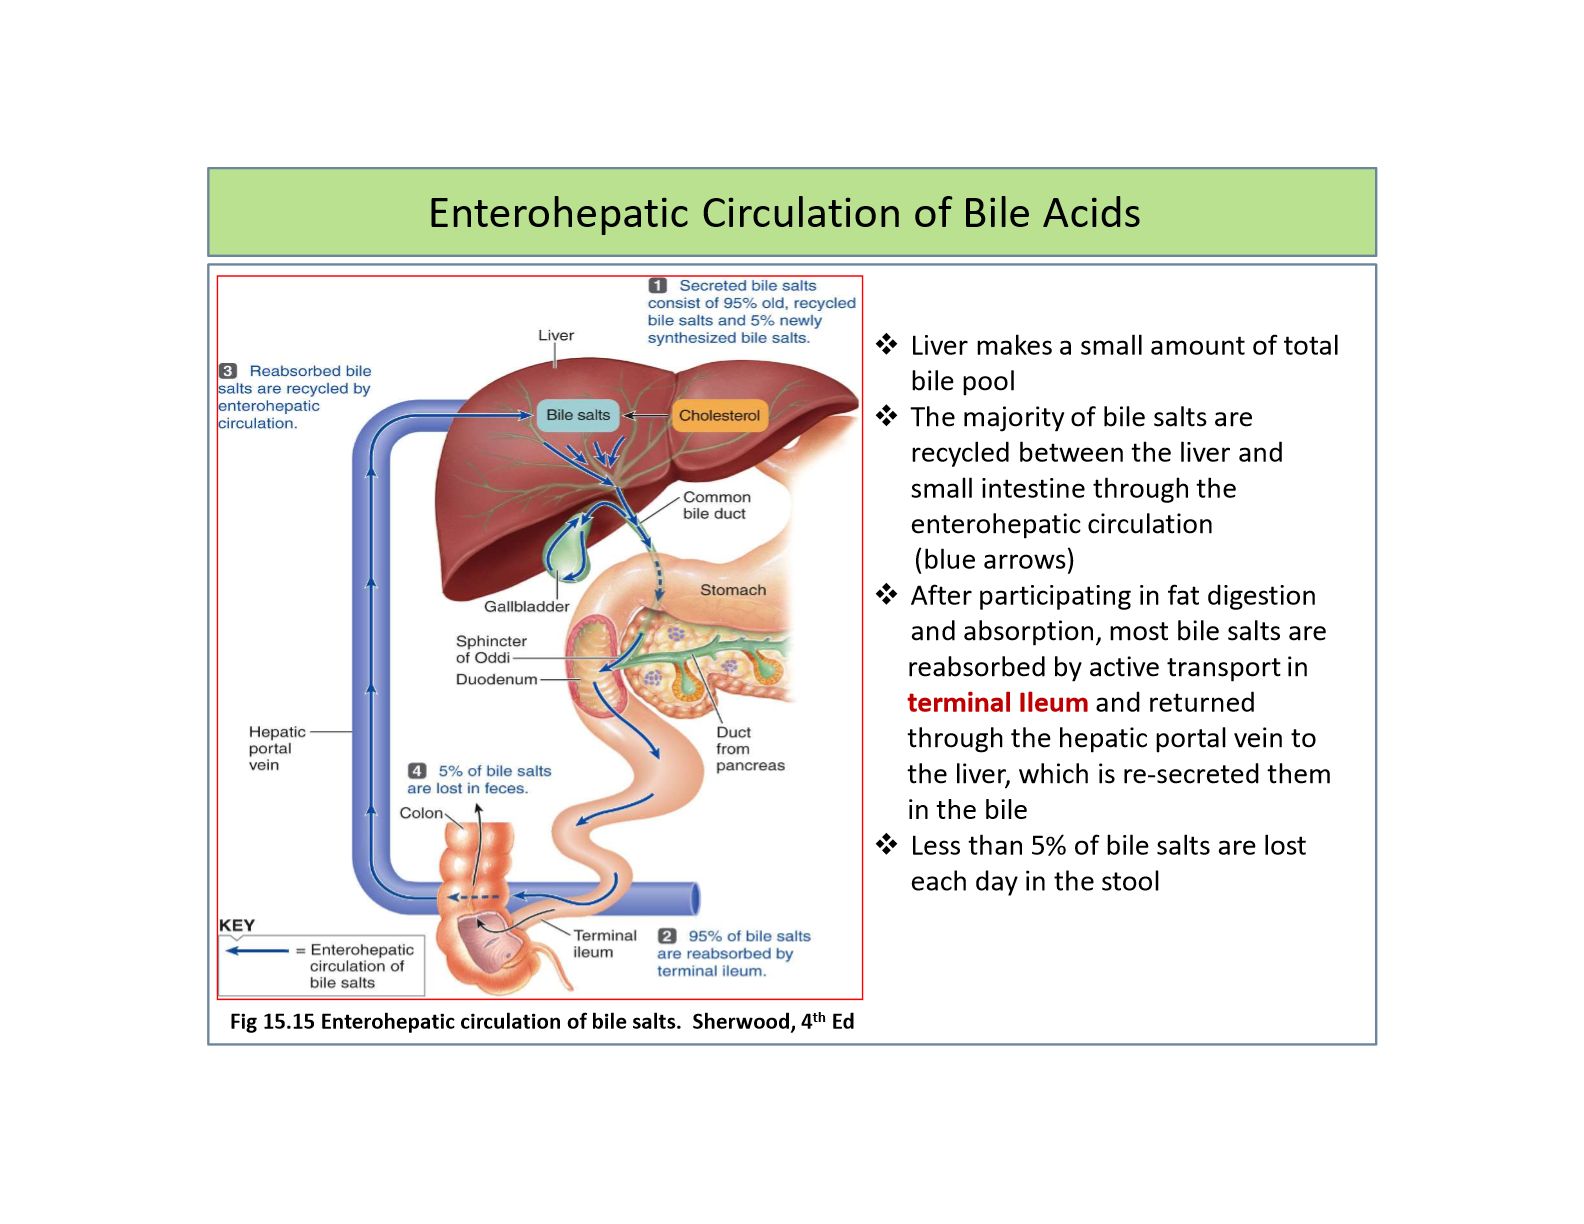 Enterohepatic Circulation of Bile Acids
1 Secreted bile salts
consist of 95% old, recycled
bile salts and 5% newly
synthesized bile salts.
Liver
3 Reabsorbed bile
salts are recycled by
enterohepatic
circulation.
Bile salts
Cholesterol
Common
bile duct
Gallbladder
Stomach
Sphincter
of Oddi
Duodenum
Hepatic
portal
vein
Duct
from
pancreas
4 5% of bile salts
are lost in feces.
Colon
KEY
= Enterohepatic
circulation of
bile salts
Terminal
ileum
2 95% of bile salts
are reabsorbed by
terminal ileum.
Fig 15.15 Enterohepatic circulation of bile salts. Sherwood, 4th Ed
❖ Liver makes a small amount of total
bile pool
❖ The majority of bile salts are
recycled between the liver and
small intestine through the
enterohepatic circulation
(blue arrows)
❖ After participating in fat digestion
and absorption, most bile salts are
reabsorbed by active transport in
terminal Ileum and returned
through the hepatic portal vein to
the liver, which is re-secreted them
in the bile
❖ Less than 5% of bile salts are lost
each day in the stool